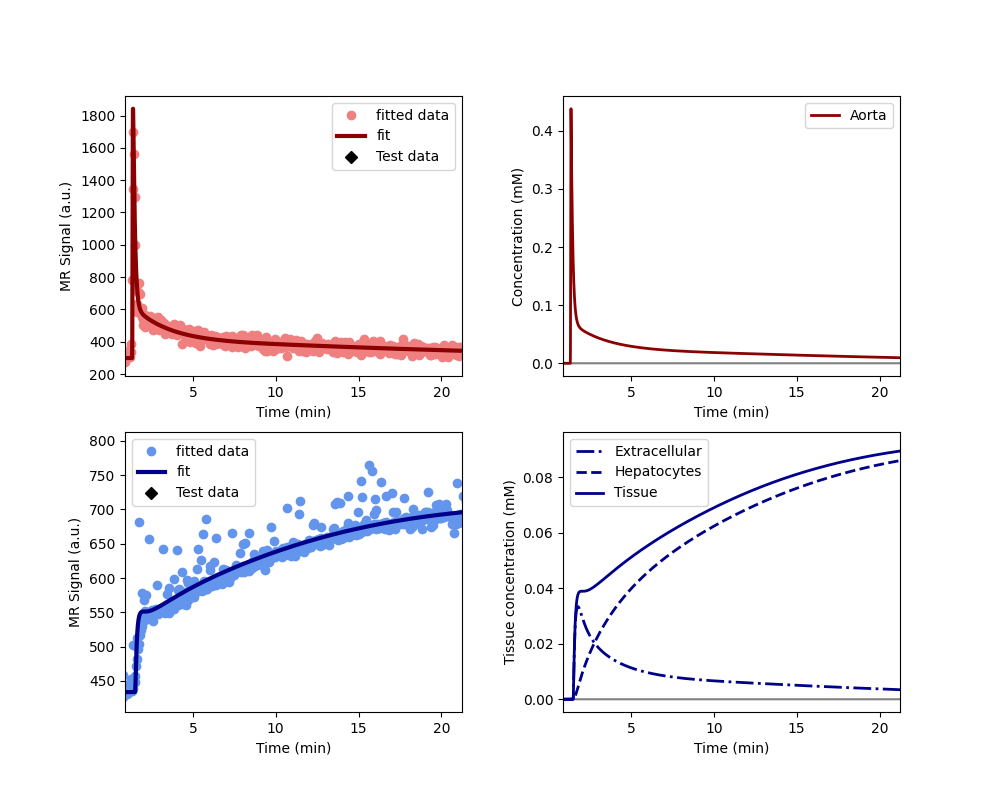 1800
1600
1400
1200
1000
800
600
400
200
MR Signal (a.u.)
fitted data
fit
Test data
5
10
15
20
Time (min)
0.4
0.3
0.2
0.1
0.0
Concentration (mM)
Aorta
5
10
15
20
Time (min)
800
750
700
650
600
550
500
450
MR Signal (a.u.)
fitted data
fit
Test data
5
10
15
20
Time (min)
0.08
0.06
0.04
0.02
0.00
Tissue concentration (mM)
Extracellular
Hepatocytes
Tissue
5
10
15
20
Time (min)